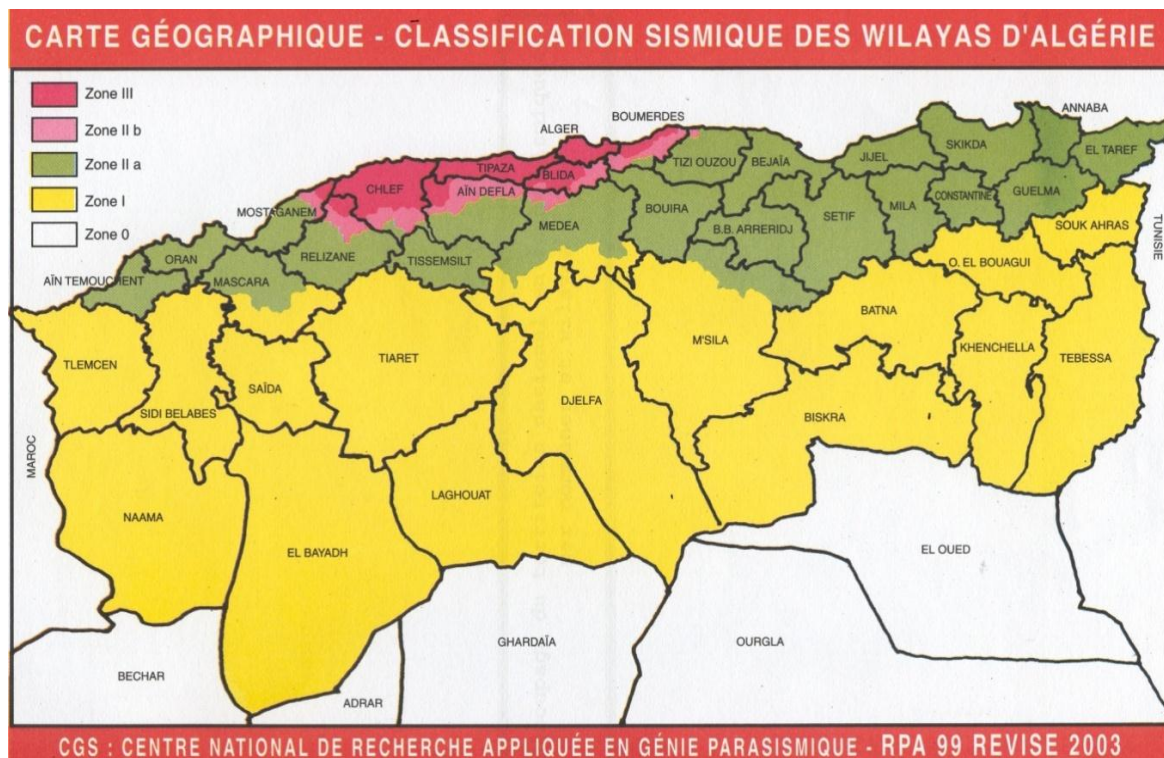 CARTE GÉOGRAPHIQUE - CLASSIFICATION SISMIQUE DES WILAYAS D'ALGÉRIE
Zone III
Zone II b
Zone II a
Zone I
Zone 0
BOUMERDES
ANNABA
ALGER
SKIKDA
EL TAREF
TIPAZA
TIZI OUZOU
BEJAÏA
JIJEL
BLIDA
CHLEF
AÏN DEFLA
GUELMA
CONSTANTINE
MOSTAGANEM
MEDEA
BOUIRA
SETIF
MILA
B.B. ARRERIDJ
SOUK AHRAS
TUNISIE
ORAN
RELIZANE
TISSEMSILT
O. EL BOUAGUI
AÏN TEMOUCHENT
MASCARA
BATNA
M'SILA
KHENCHELLA
TEBESSA
TLEMCEN
TIARET
SAÏDA
DJELFA
SIDI BELABES
BISKRA
MAROC
LAGHOUAT
NAAMA
EL BAYADH
EL OUED
GHARDAÏA
OURGLA
BECHAR
ADRAR
CGS : CENTRE NATIONAL DE RECHERCHE APPLIQUÉE EN GÉNIE PARASISMIQUE - RPA 99 REVISE 2003